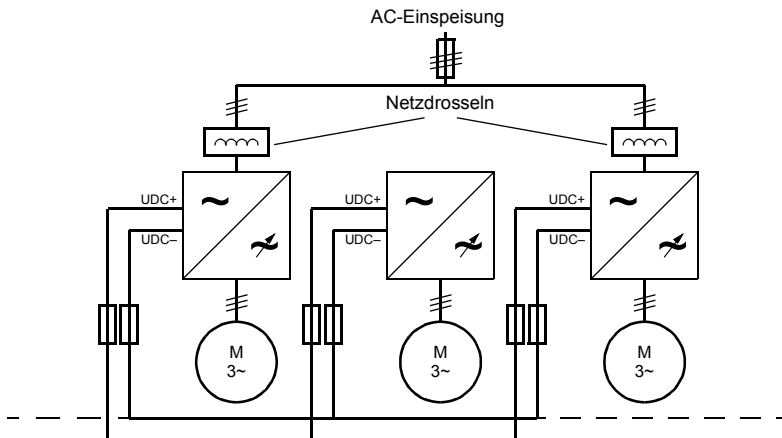 AC-Einspeisung
Netzdrosseln
UDC+
UDC–
UDC+
UDC–
UDC+
UDC–
M
3~
M
3~
M
3~